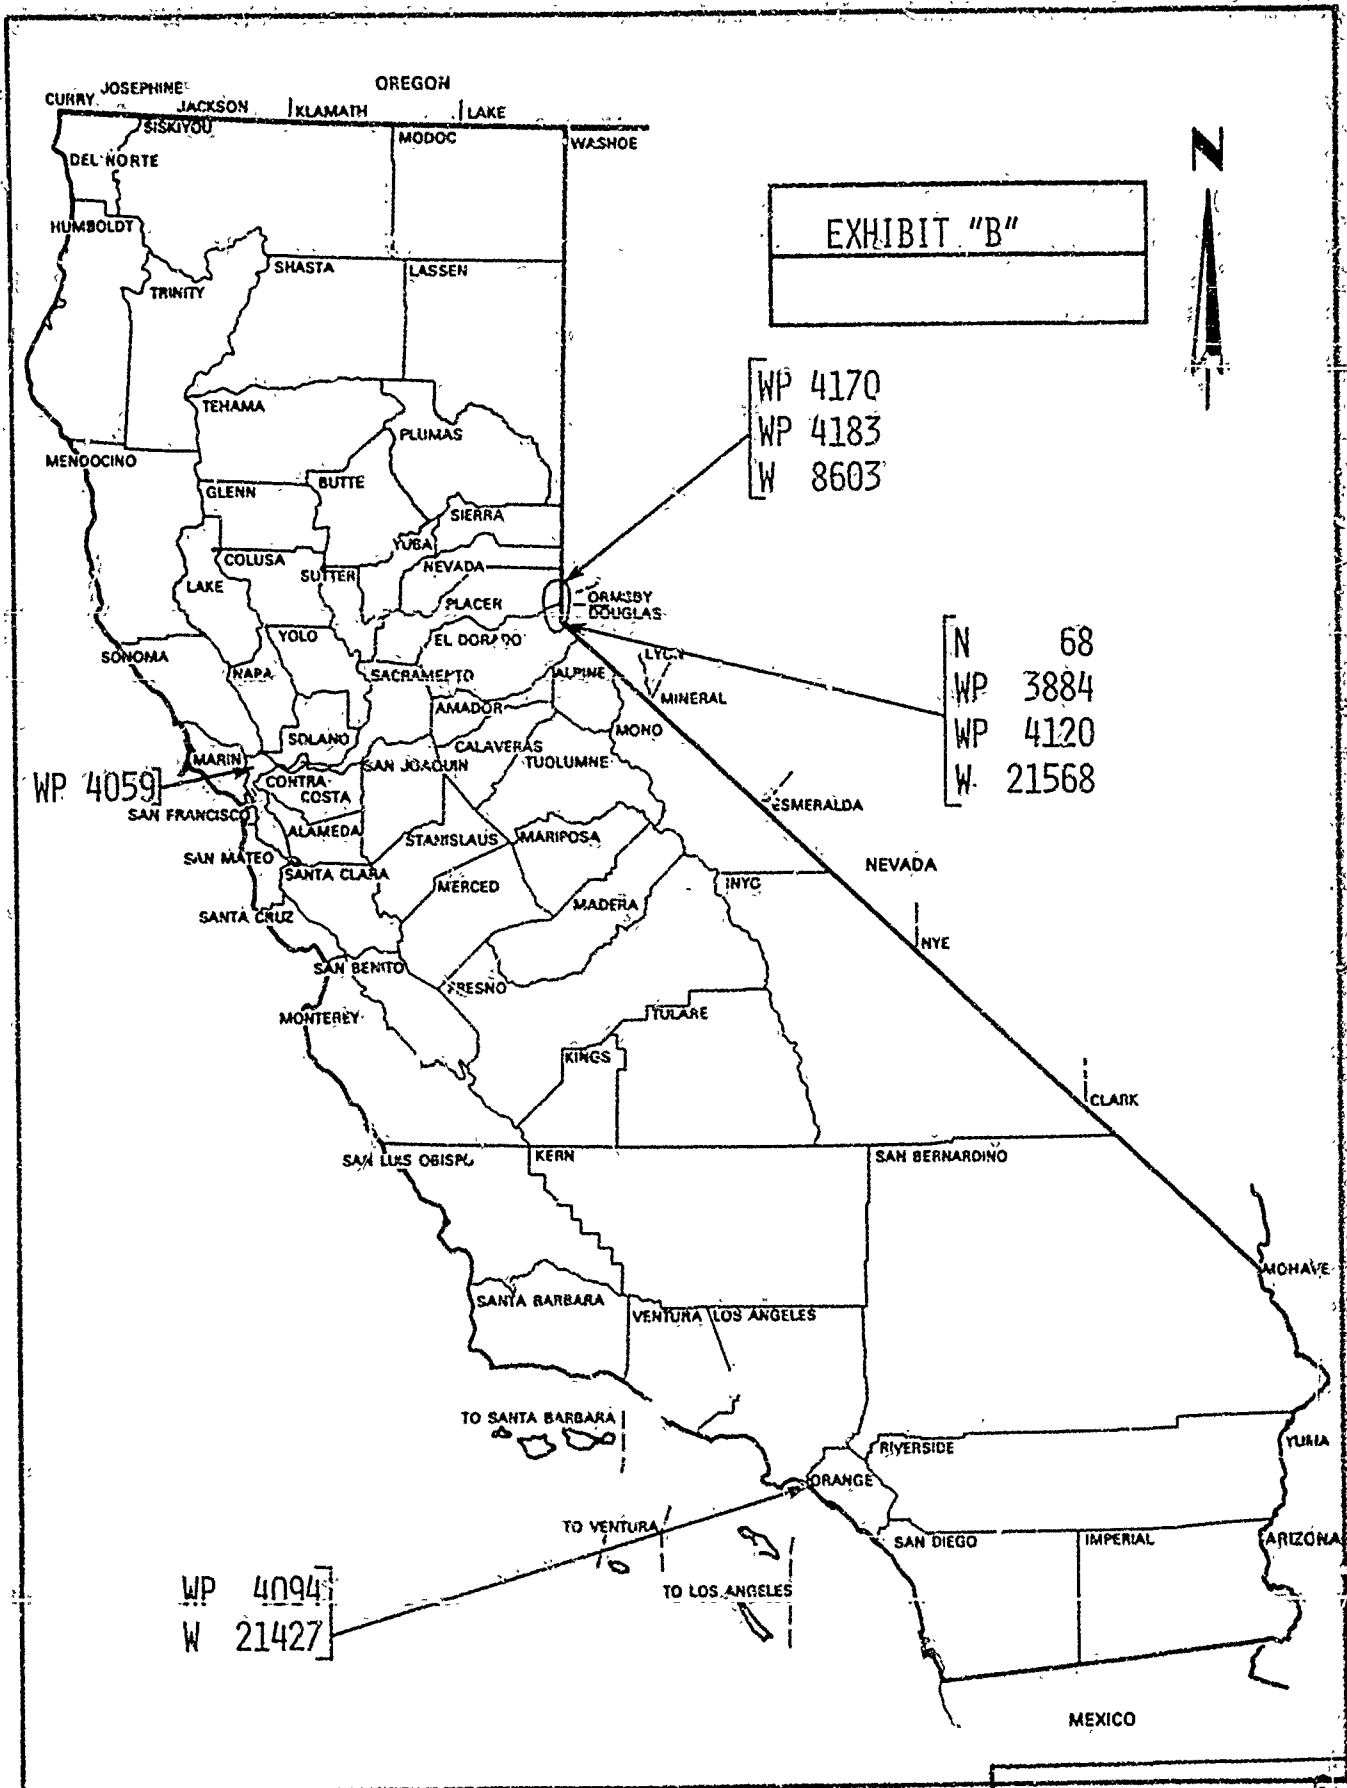 OREGON
JOSEPHINE
CURRY
JACKSON
KLAMATH
LAKE
SISKIYOU
MODOC
WASHOE
DEL NORTE
N
HUMBOLDT
EXHIBIT "B"
SHASTA
LASSEN
TRINITY
WP 4170
WP 4183
W 8603
TEHAMA
PLUMAS
MENDOCINO
GLENN
BUTTE
SIERRA
YUBA
COLUSA
NEVADA
SUTTER
LAKE
PLACER
ORMSBY
DOUGLAS
YOLO
EL DORADO
N 68
WP 3884
WP 4120
W 21568
SONOMA
NAPA
SACRAMENTO
ALPINE
LYON
MINERAL
AMADOR
MONO
SOLANO
CALAVERAS
MARIN
SAN JOAQUIN
TUOLUMNE
WP 4059
CONTRA
COSTA
SAN FRANCISCO
ESMERALDA
ALAMEDA
STANISLAUS
MARIPOSA
SAN MATEO
SANTA CLARA
NEVADA
MERCED
INYO
MADERA
SANTA CRUZ
NYE
SAN BENITO
FRESNO
TULARE
MONTEREY
KINGS
CLARK
SAN LUIS OBISPO
KERN
SAN BERNARDINO
MOHAVE
SANTA BARBARA
VENTURA
LOS ANGELES
TO SANTA BARBARA
YUMA
RIVERSIDE
ORANGE
TO VENTURA
SAN DIEGO
IMPERIAL
ARIZONA
TO LOS ANGELES
WP 4094
W 21427
MEXICO